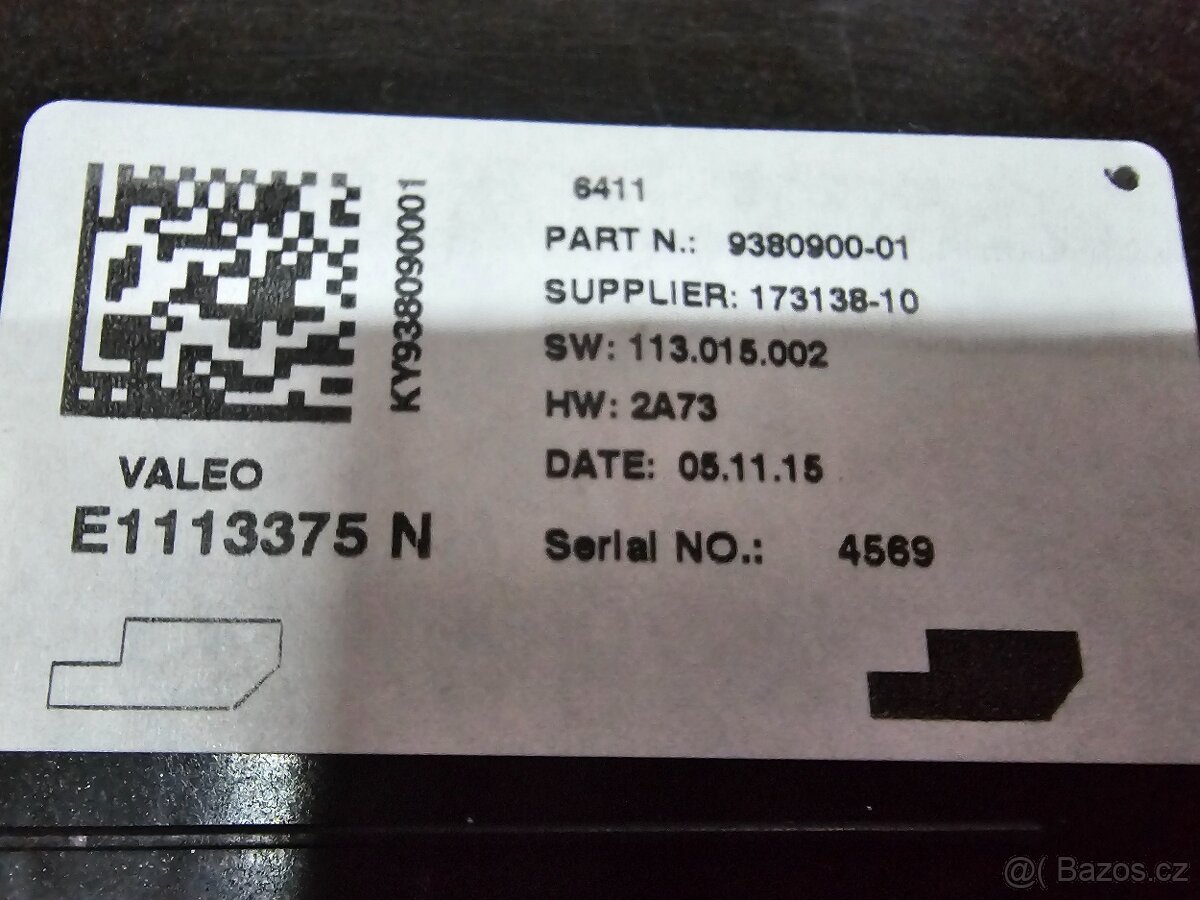 6411
PART N.: 9380900-01
SUPPLIER: 173138-10
SW: 113.015.002
HW: 2A73
DATE: 05.11.15
Serial NO.: 4569
KY938090001
VALEO
E1113375 N
@( Bazos.cz